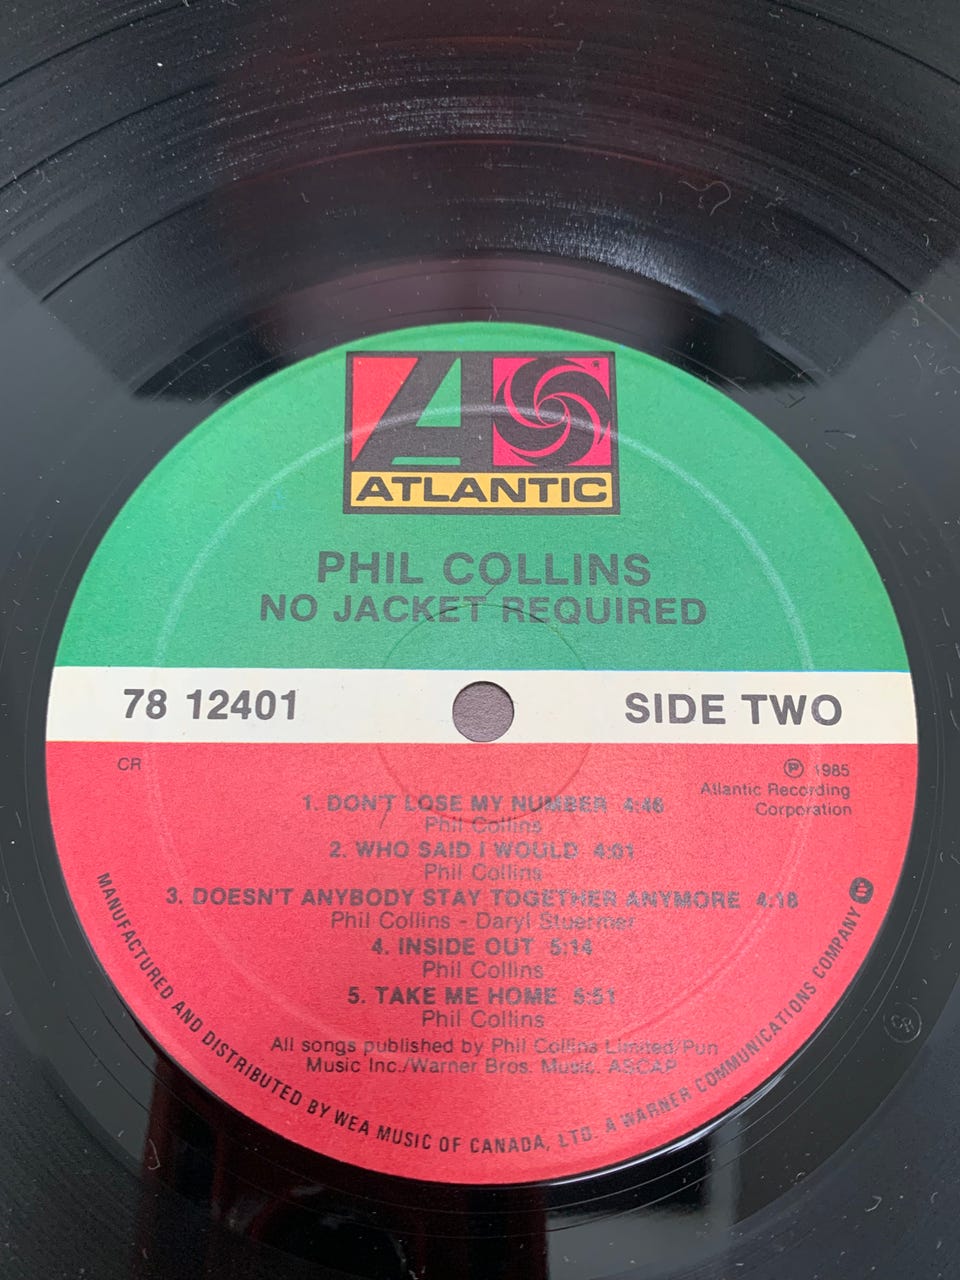 ATLANTIC
PHIL COLLINS
NO JACKET REQUIRED
78 12401
SIDE TWO
CR
℗ 1985
Atlantic Recording
Corporation
1. DON'T LOSE MY NUMBER 4:46
Phil Collins
2. WHO SAID I WOULD 4:01
Phil Collins
3. DOESN'T ANYBODY STAY TOGETHER ANYMORE 4:18
Phil Collins - Daryl Stuermer
4. INSIDE OUT 5:14
Phil Collins
5. TAKE ME HOME 5:51
Phil Collins
All songs published by Phil Collins Limited/Pun
Music Inc./Warner Bros. Music. ASCAP
MANUFACTURED AND DISTRIBUTED BY WEA MUSIC OF CANADA, LTD. A WARNER COMMUNICATIONS COMPANY
CR